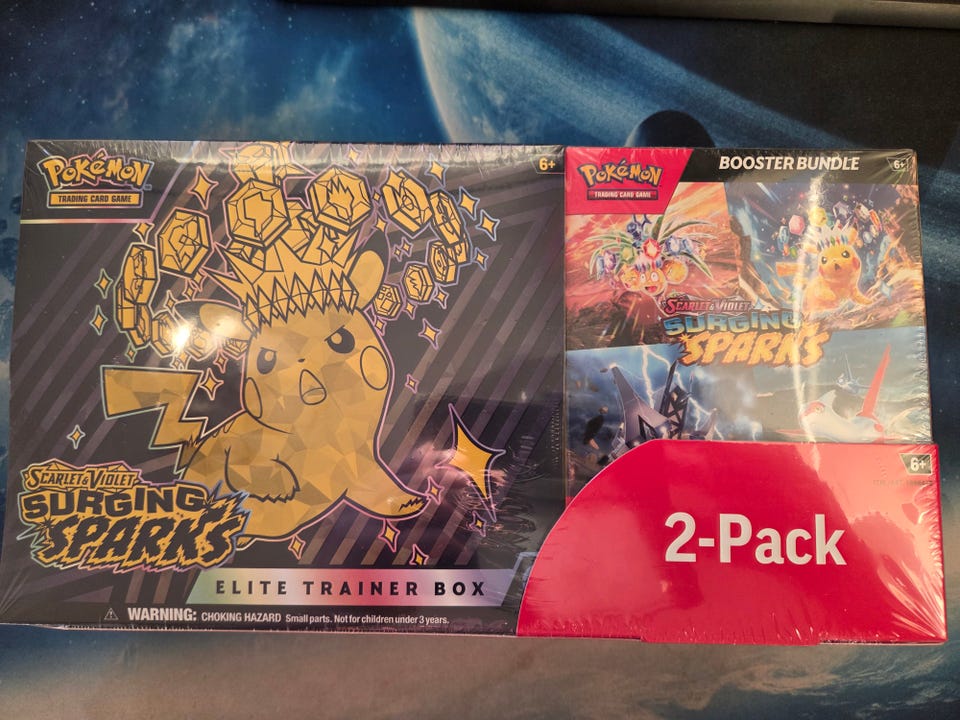 POKéMON
TRADING CARD GAME
6+
SCARLET & VIOLET
SURGING
SPARKS
ELITE TRAINER BOX
WARNING: CHOKING HAZARD Small parts. Not for children under 3 years.
POKéMON
TRADING CARD GAME
BOOSTER BUNDLE
6+
SCARLET & VIOLET
SURGING
SPARKS
6+
2-Pack